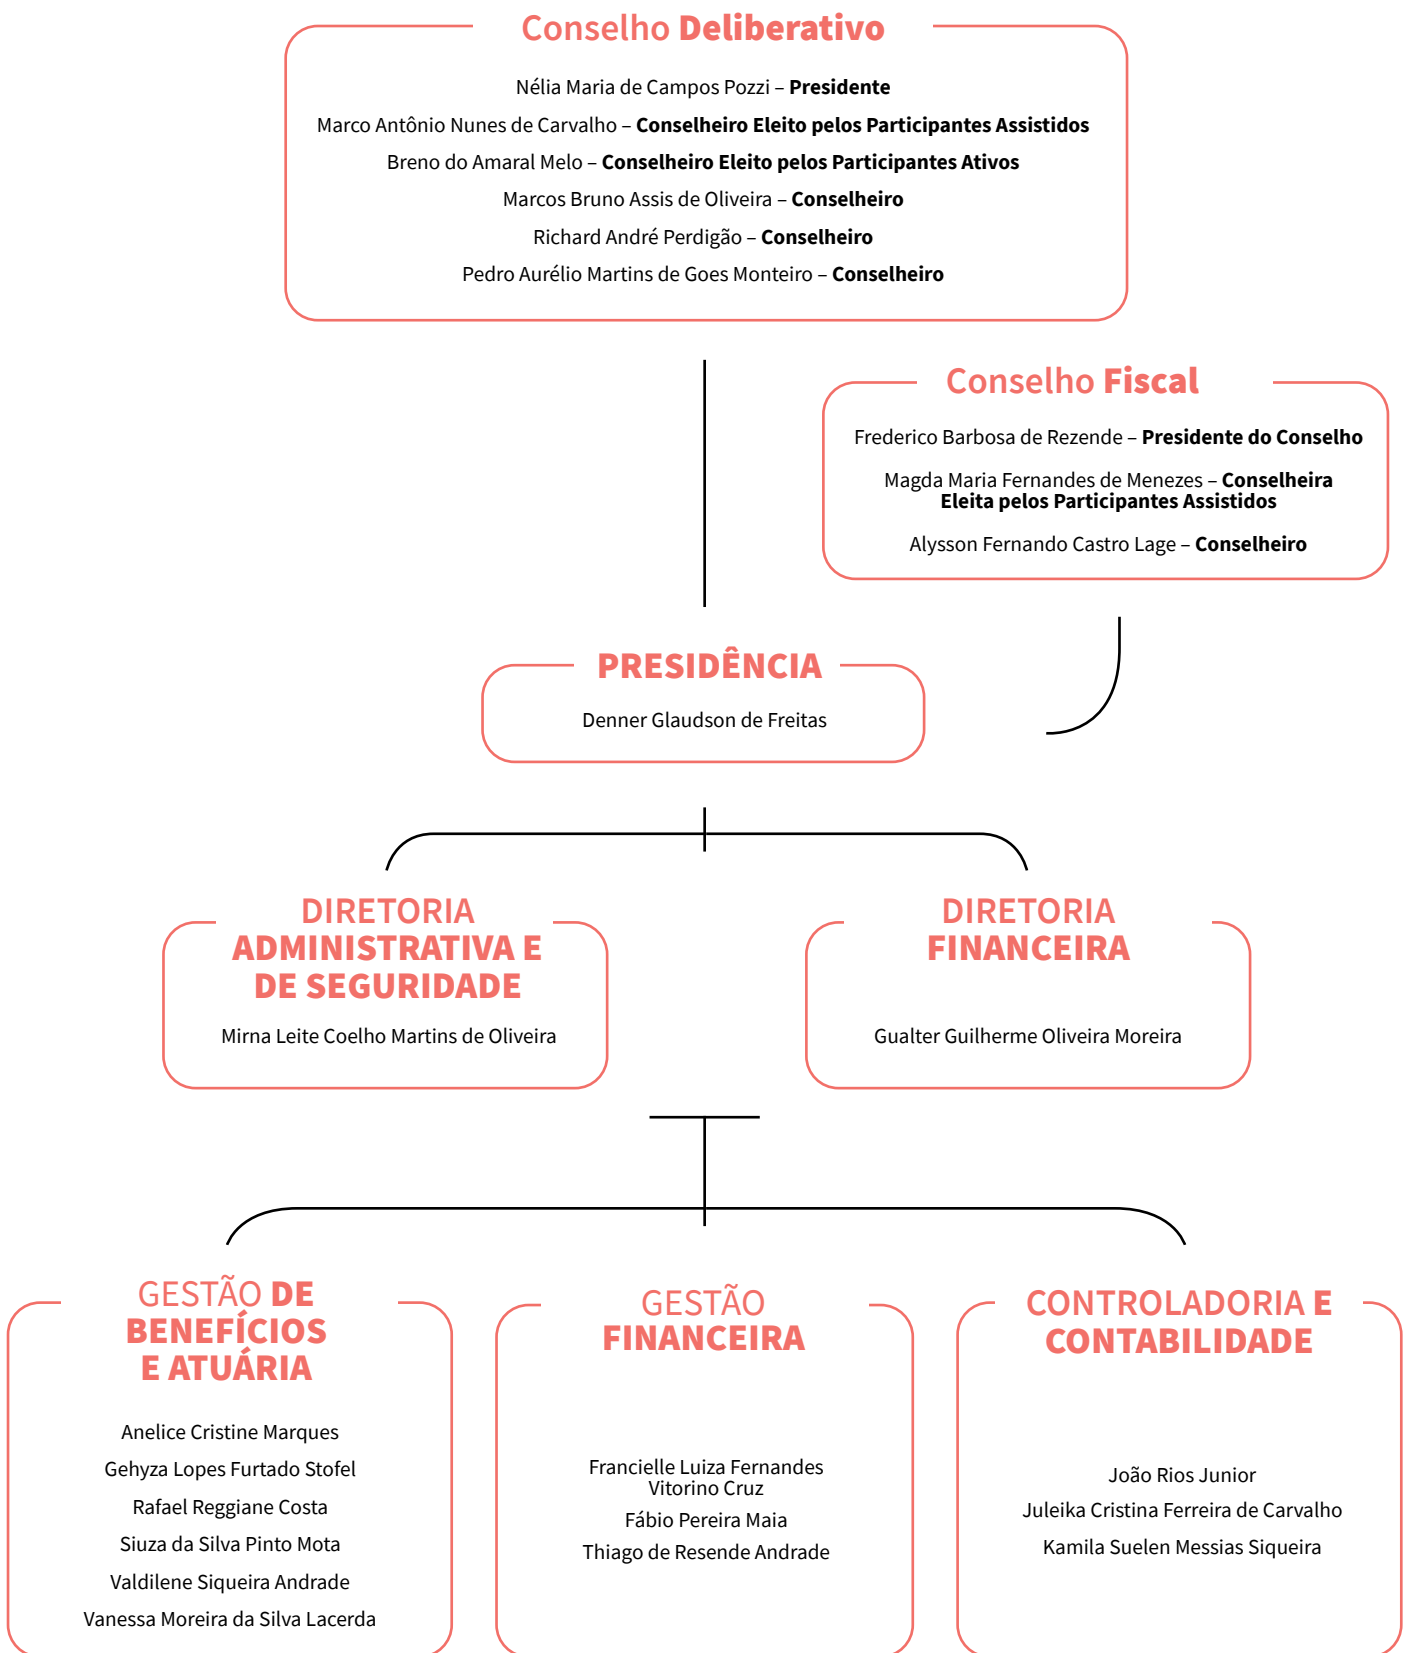 Conselho Deliberativo
Nélia Maria de Campos Pozzi – Presidente
Marco Antônio Nunes de Carvalho – Conselheiro Eleito pelos Participantes Assistidos
Breno do Amaral Melo – Conselheiro Eleito pelos Participantes Ativos
Marcos Bruno Assis de Oliveira – Conselheiro
Richard André Perdigão – Conselheiro
Pedro Aurélio Martins de Goes Monteiro – Conselheiro
Conselho Fiscal
Frederico Barbosa de Rezende – Presidente do Conselho
Magda Maria Fernandes de Menezes – Conselheira
Eleita pelos Participantes Assistidos
Alysson Fernando Castro Lage – Conselheiro
PRESIDÊNCIA
Denner Glaudson de Freitas
DIRETORIA
ADMINISTRATIVA E
DE SEGURIDADE
Mirna Leite Coelho Martins de Oliveira
DIRETORIA
FINANCEIRA
Gualter Guilherme Oliveira Moreira
GESTÃO DE
BENEFÍCIOS
E ATUÁRIA
Anelice Cristine Marques
Gehyza Lopes Furtado Stofel
Rafael Reggiane Costa
Siuza da Silva Pinto Mota
Valdilene Siqueira Andrade
Vanessa Moreira da Silva Lacerda
GESTÃO
FINANCEIRA
Francielle Luiza Fernandes
Vitorino Cruz
Fábio Pereira Maia
Thiago de Resende Andrade
CONTROLADORIA E
CONTABILIDADE
João Rios Junior
Juleika Cristina Ferreira de Carvalho
Kamila Suelen Messias Siqueira